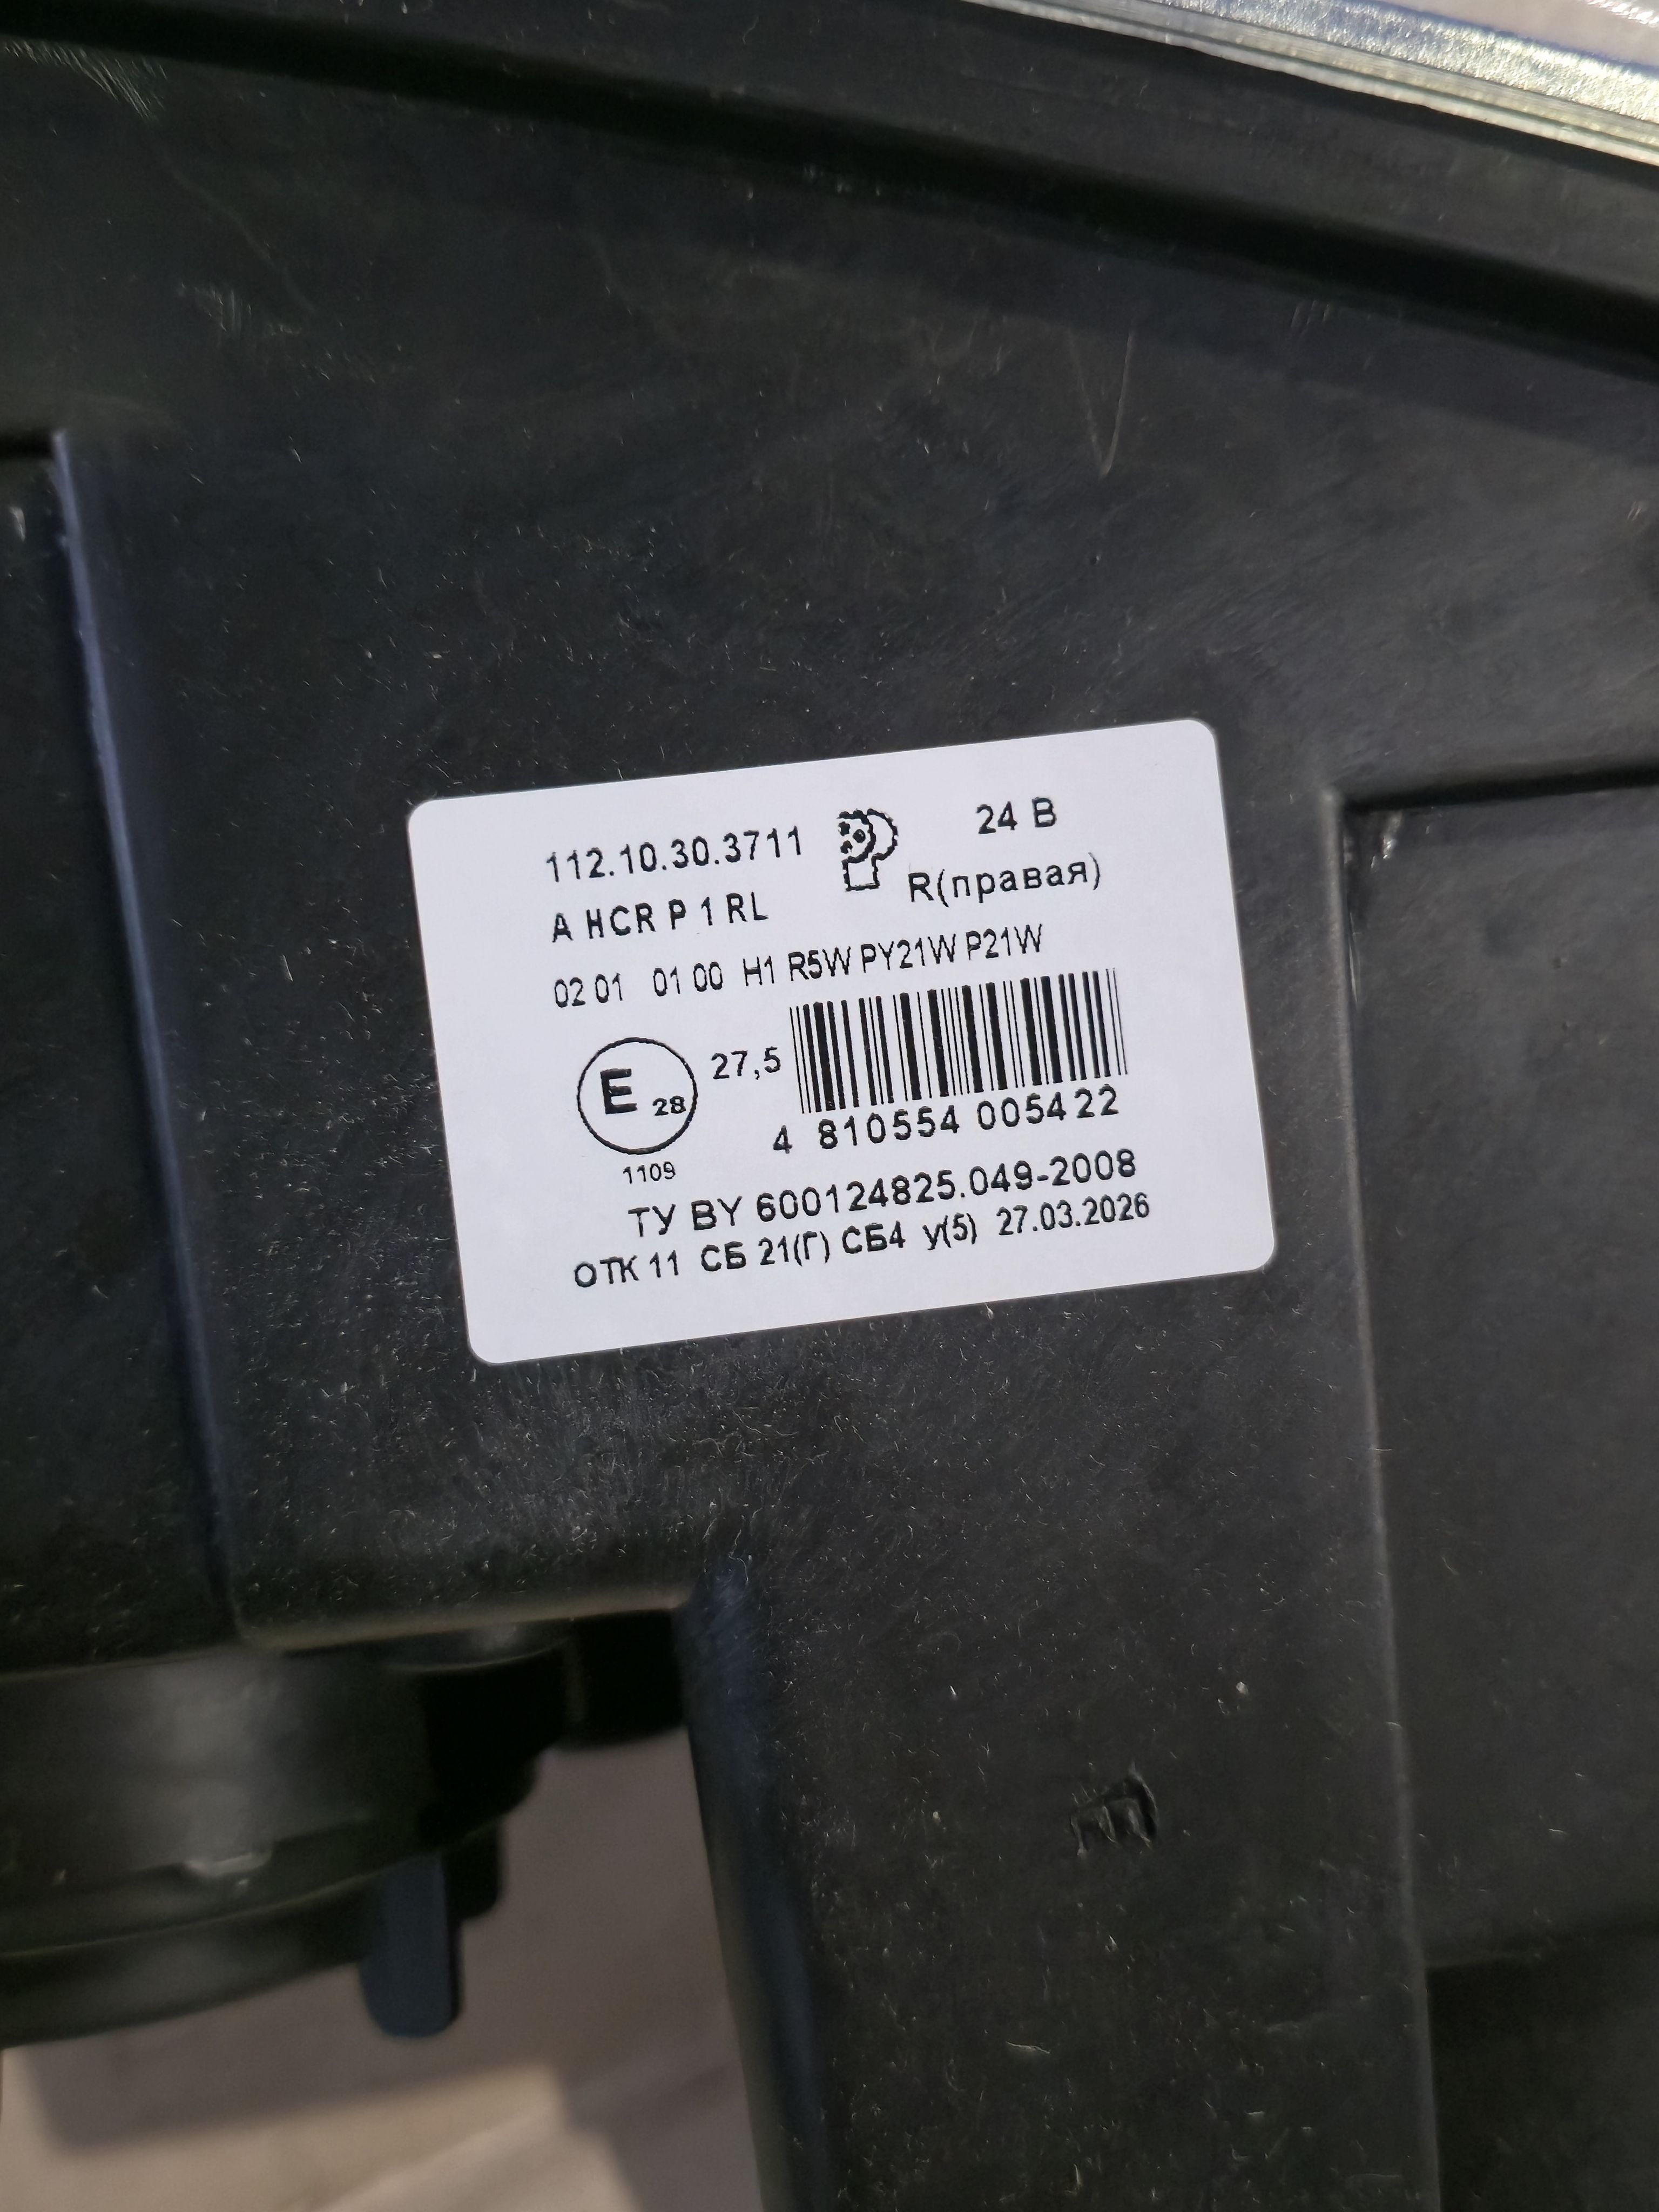 112.10.30.3711 24 В
A HCR P 1 RL R(правая)
02 01 01 00 H1 R5W PY21W P21W
E 28 27,5
1109 4 810554 005422
ТУ BY 600124825.049-2008
ОТК 11 СБ 21(Г) СБ4 у(5) 27.03.2026